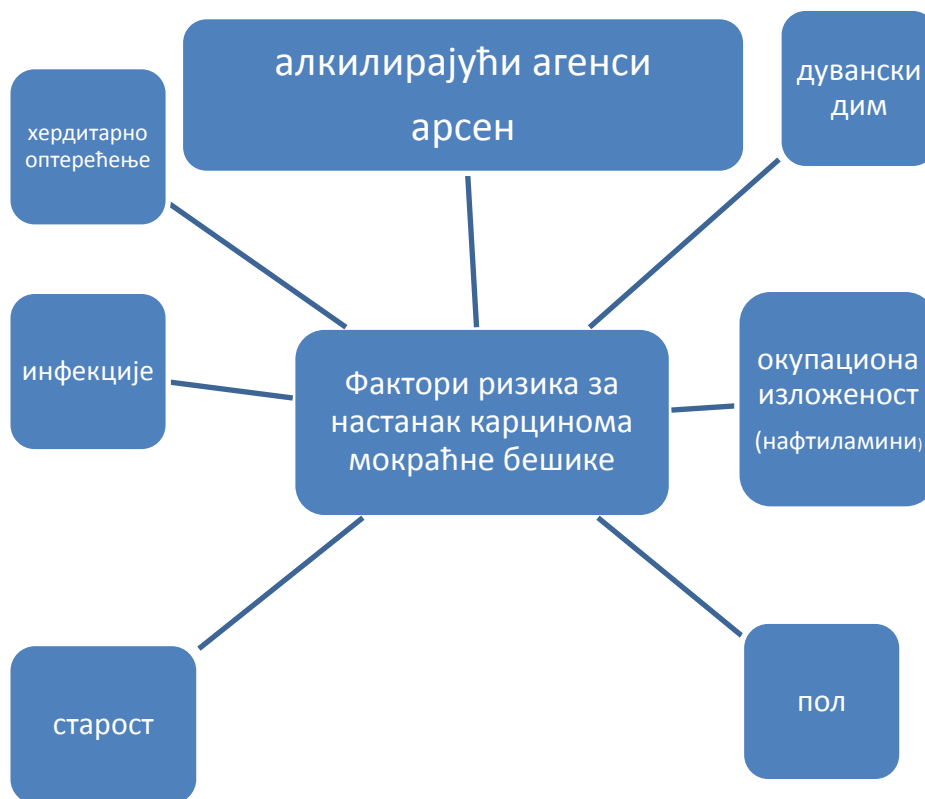 алкилирајући агенси
арсен
дувански
дим
хердитарно
оптерећење
инфекције
Фактори ризика за
настанак карцинома
мокраћне бешике
окупациона
изложеност
(нафтиламини)
старост
пол